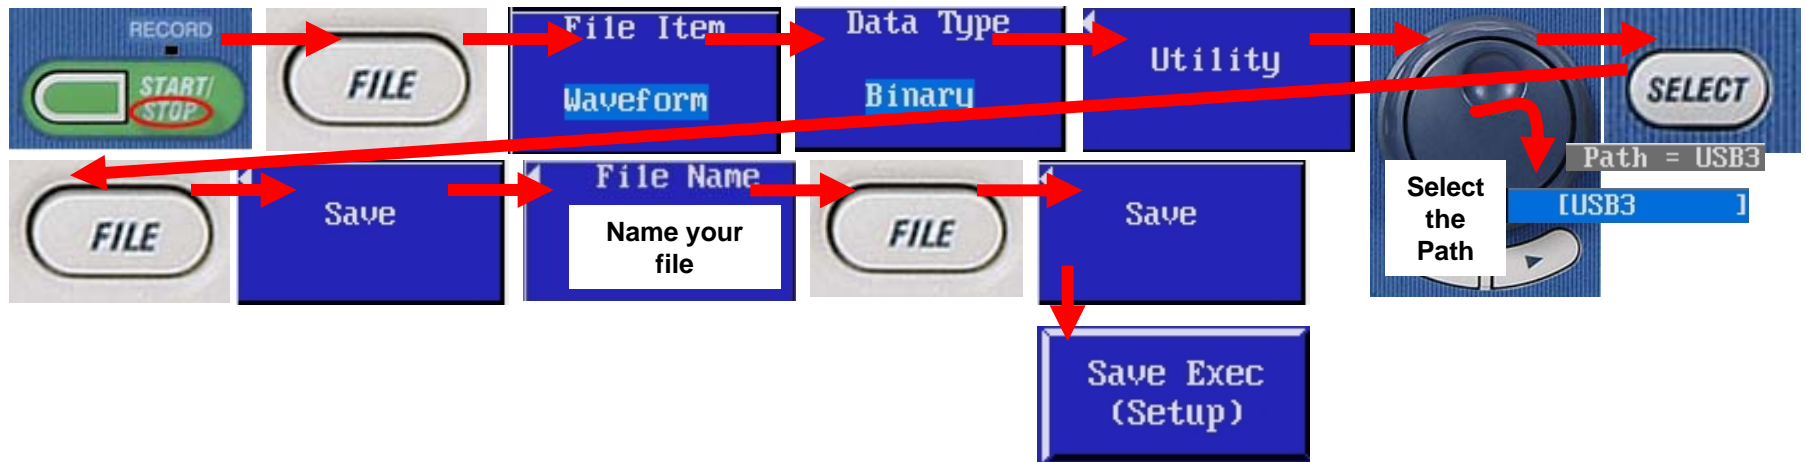 RECORD
START/
STOP
FILE
File Item
Waveform
Data Type
Binary
Utility
Select
the
Path
Path = USB3
[USB3 ]
SELECT
FILE
Save
File Name
Name your
file
FILE
Save
Save Exec
(Setup)